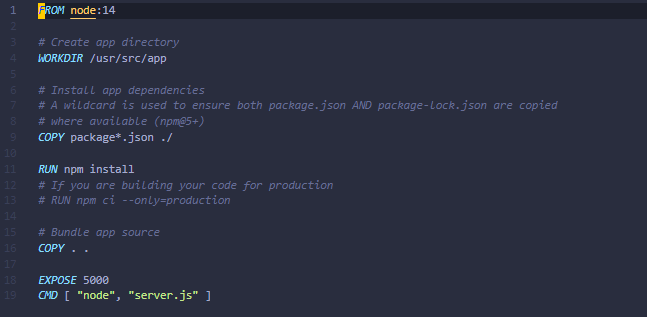 1 FROM node:14
2
3 # Create app directory
4 WORKDIR /usr/src/app
5
6 # Install app dependencies
7 # A wildcard is used to ensure both package.json AND package-lock.json are copied
8 # where available (npm@5+)
9 COPY package*.json ./
10
11 RUN npm install
12 # If you are building your code for production
13 # RUN npm ci --only=production
14
15 # Bundle app source
16 COPY . .
17
18 EXPOSE 5000
19 CMD [ "node", "server.js" ]